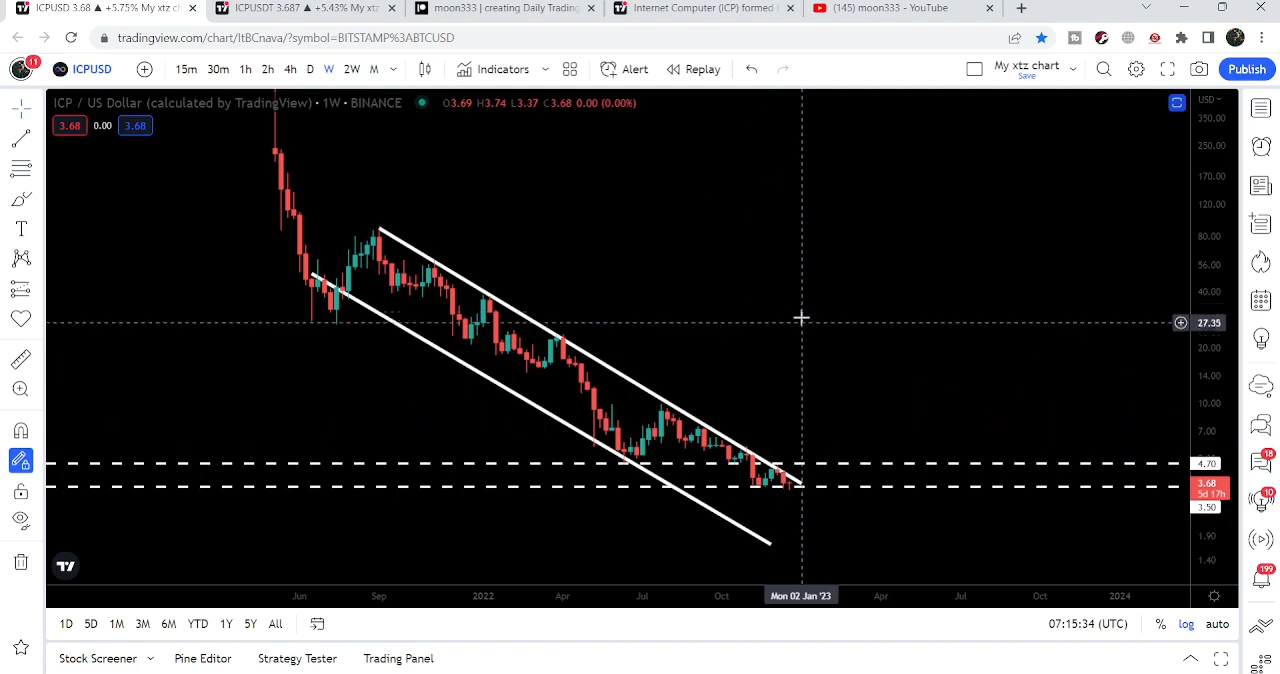 ICPUSD 3.68 ▲ +5.75% My xtz ch
ICPUSDT 3.687 ▲ +5.43% My xta
moon333 | creating Daily Trading
Internet Computer (ICP) formed
(145) moon333 - YouTube
tradingview.com/chart/ltBCnava/?symbol=BITSTAMP%3ABTCUSD
11
ICPUSD
15m 30m 1h 2h 4h D W 2W M
Indicators
Alert
Replay
My xtz chart
Save
Publish
ICP / US Dollar (calculated by TradingView) · 1W · BINANCE
O3.69 H3.74 L3.37 C3.68 0.00 (0.00%)
USD
3.68 0.00 3.68
350.00
250.00
170.00
120.00
80.00
56.00
40.00
27.35
20.00
14.00
10.00
7.00
4.70
3.68
5d 17h
3.50
1.90
1.40
18
10
199
Jun Sep 2022 Apr Jul Oct Mon 02 Jan '23 Apr Jul Oct 2024
1D 5D 1M 3M 6M YTD 1Y 5Y All
07:15:34 (UTC) % log auto
Stock Screener Pine Editor Strategy Tester Trading Panel